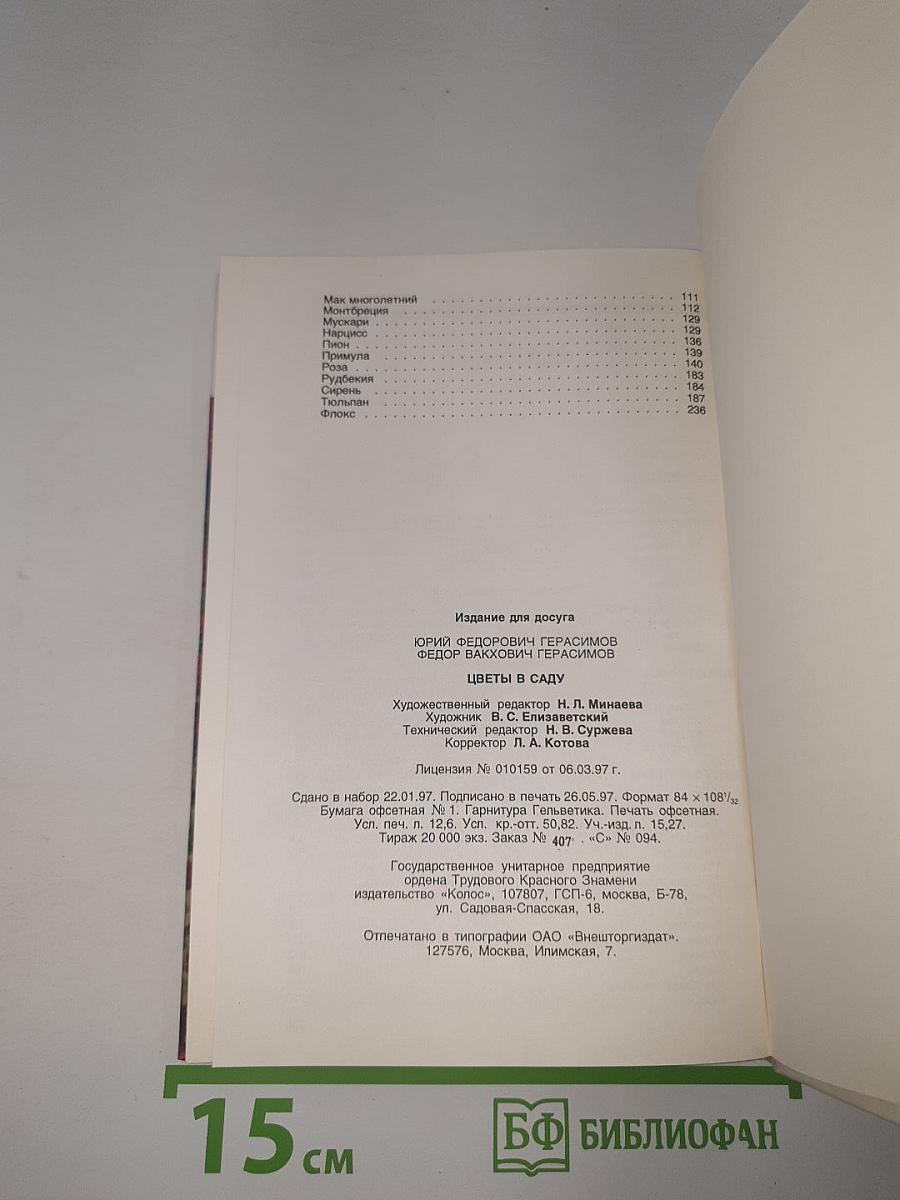 Мак многолетний . . . . . . . . . . . . . . . . . . . . . . . . . . 111
Монтбреция . . . . . . . . . . . . . . . . . . . . . . . . . . 112
Мускари . . . . . . . . . . . . . . . . . . . . . . . . . . 129
Нарцисс . . . . . . . . . . . . . . . . . . . . . . . . . . 129
Пион . . . . . . . . . . . . . . . . . . . . . . . . . . 136
Примула . . . . . . . . . . . . . . . . . . . . . . . . . . 139
Роза . . . . . . . . . . . . . . . . . . . . . . . . . . 140
Рудбекия . . . . . . . . . . . . . . . . . . . . . . . . . . 183
Сирень . . . . . . . . . . . . . . . . . . . . . . . . . . 184
Тюльпан . . . . . . . . . . . . . . . . . . . . . . . . . . 187
Флокс . . . . . . . . . . . . . . . . . . . . . . . . . . 236
Издание для досуга
ЮРИЙ ФЕДОРОВИЧ ГЕРАСИМОВ
ФЕДОР ВАКХОВИЧ ГЕРАСИМОВ
ЦВЕТЫ В САДУ
Художественный редактор Н. Л. Минаева
Художник В. С. Елизаветский
Технический редактор Н. В. Суржева
Корректор Л. А. Котова
Лицензия № 010159 от 06.03.97 г.
Сдано в набор 22.01.97. Подписано в печать 26.05.97. Формат 84 × 108¹/₃₂
Бумага офсетная № 1. Гарнитура Гельветика. Печать офсетная.
Усл. печ. л. 12,6. Усл. кр.-отт. 50,82. Уч.-изд. л. 15,27.
Тираж 20 000 экз. Заказ № 407 . «С» № 094.
Государственное унитарное предприятие
ордена Трудового Красного Знамени
издательство «Колос», 107807, ГСП-6, москва, Б-78,
ул. Садовая-Спасская, 18.
Отпечатано в типографии ОАО «Внешторгиздат».
127576, Москва, Илимская, 7.
15 см
БФ БИБЛИОФАН